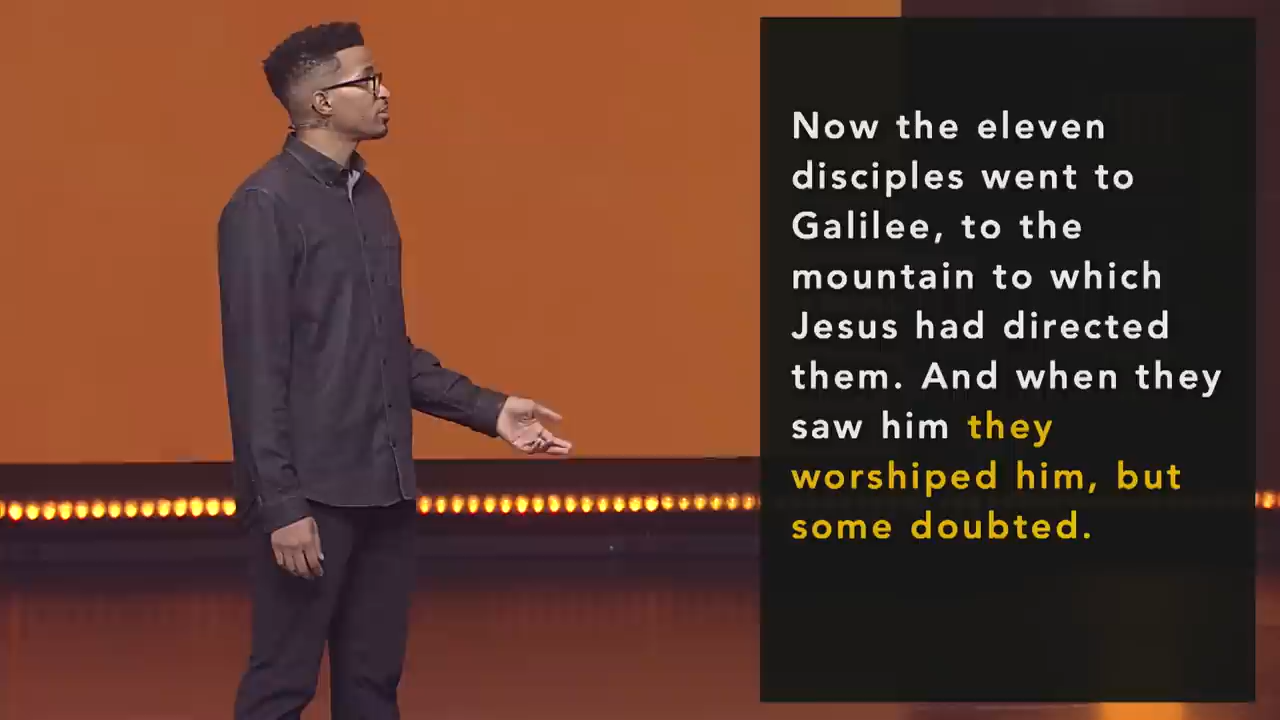 Now the eleven
disciples went to
Galilee, to the
mountain to which
Jesus had directed
them. And when they
saw him they
worshiped him, but
some doubted.